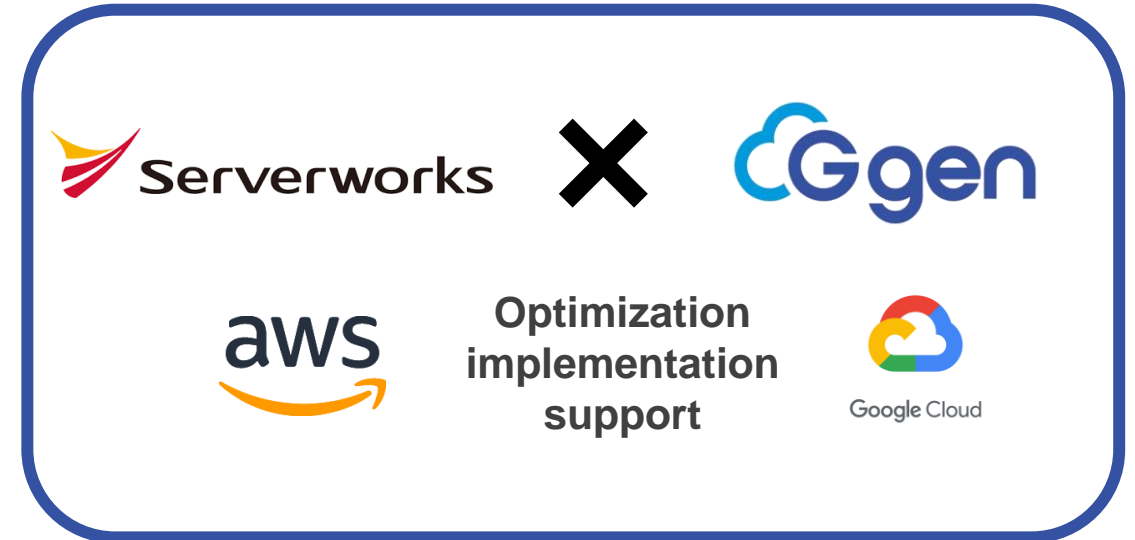 Serverworks
Ggen
aws
Optimization
implementation
support
Google Cloud